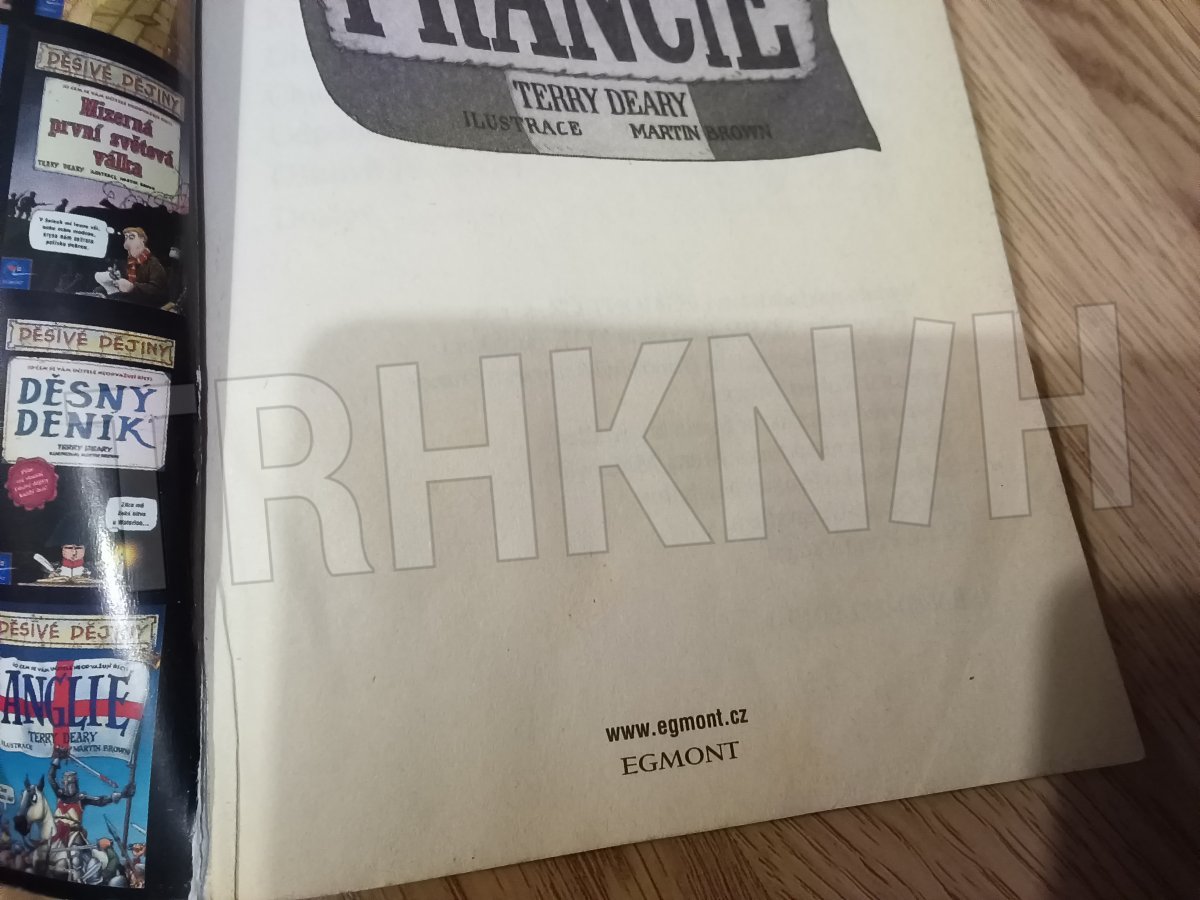 DĚSIVÉ DĚJINY
Mizerná
první světová
válka
TERRY DEARY
DĚSIVÉ DĚJINY
DĚSNÝ
DENÍK
TERRY DEARY
DĚSIVÉ DĚJINY
ANGLIE
TERRY DEARY
ILUSTRACE MARTIN BROWN
FRANCIE
TERRY DEARY
ILUSTRACE MARTIN BROWN
TRHKNIH
www.egmont.cz
EGMONT